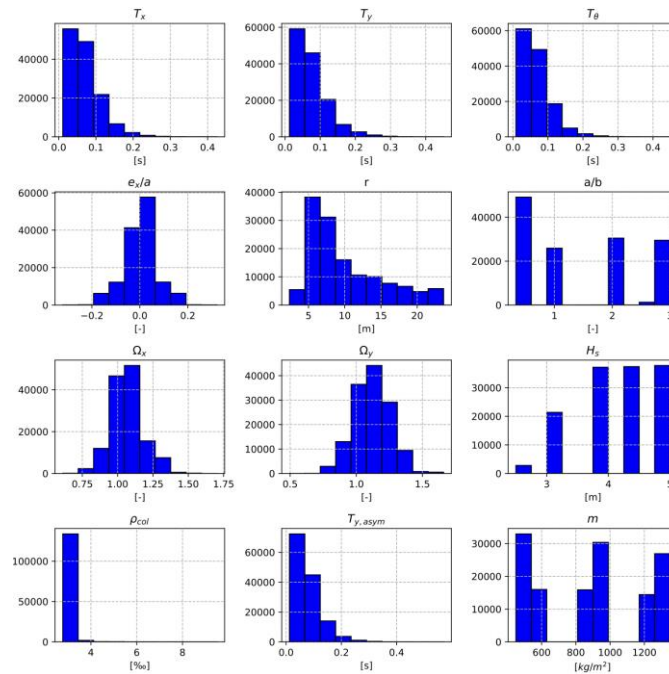 T_x T_y T_θ
60000
40000
20000
0
40000
20000
0
60000
40000
20000
0
0.0 0.1 0.2 0.3 0.4
0.0 0.1 0.2 0.3 0.4
0.0 0.1 0.2 0.3 0.4
[s] [s] [s]
e_x/a r a/b
60000
40000
20000
0
40000
30000
20000
10000
0
40000
20000
0
−0.2 0.0 0.2
5 10 15 20
1 2 3
[-] [m] [-]
Ω_x Ω_y H_s
40000
20000
0
40000
30000
20000
10000
0
30000
20000
10000
0
0.75 1.00 1.25 1.50 1.75
0.5 1.0 1.5
3 4 5
[-] [-] [m]
ρ_col T_y,asym m
100000
50000
0
60000
40000
20000
0
30000
20000
10000
0
4 6 8
0.0 0.2 0.4
600 800 1000 1200
[‰] [s] [kg/m²]